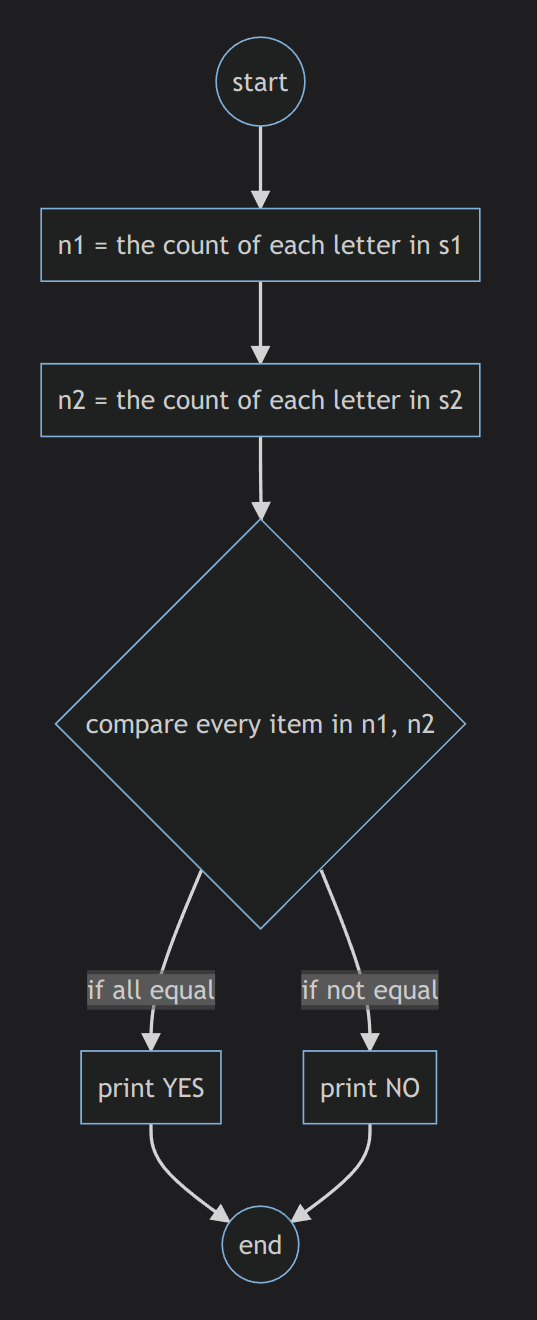 start
n1 = the count of each letter in s1
n2 = the count of each letter in s2
compare every item in n1, n2
if all equal
if not equal
print YES
print NO
end